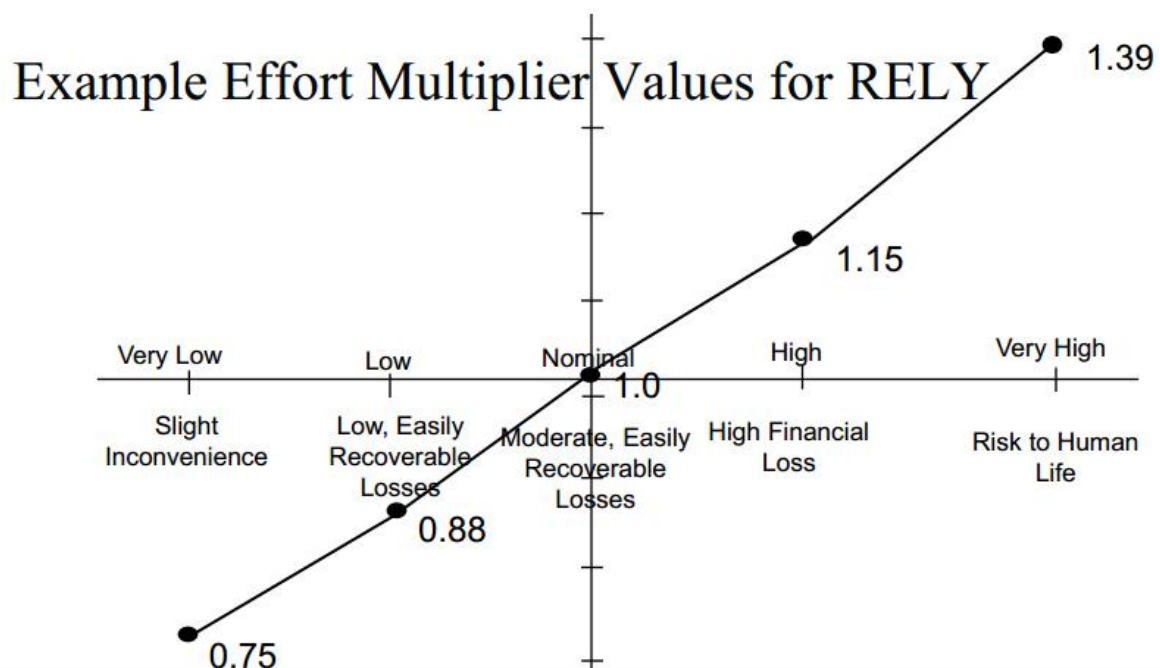 Example Effort Multiplier Values for RELY
1.39
1.15
Very Low
Low
Nominal
High
Very High
1.0
Slight
Inconvenience
Low, Easily
Recoverable
Losses
Moderate, Easily
Recoverable
Losses
High Financial
Loss
Risk to Human
Life
0.88
0.75